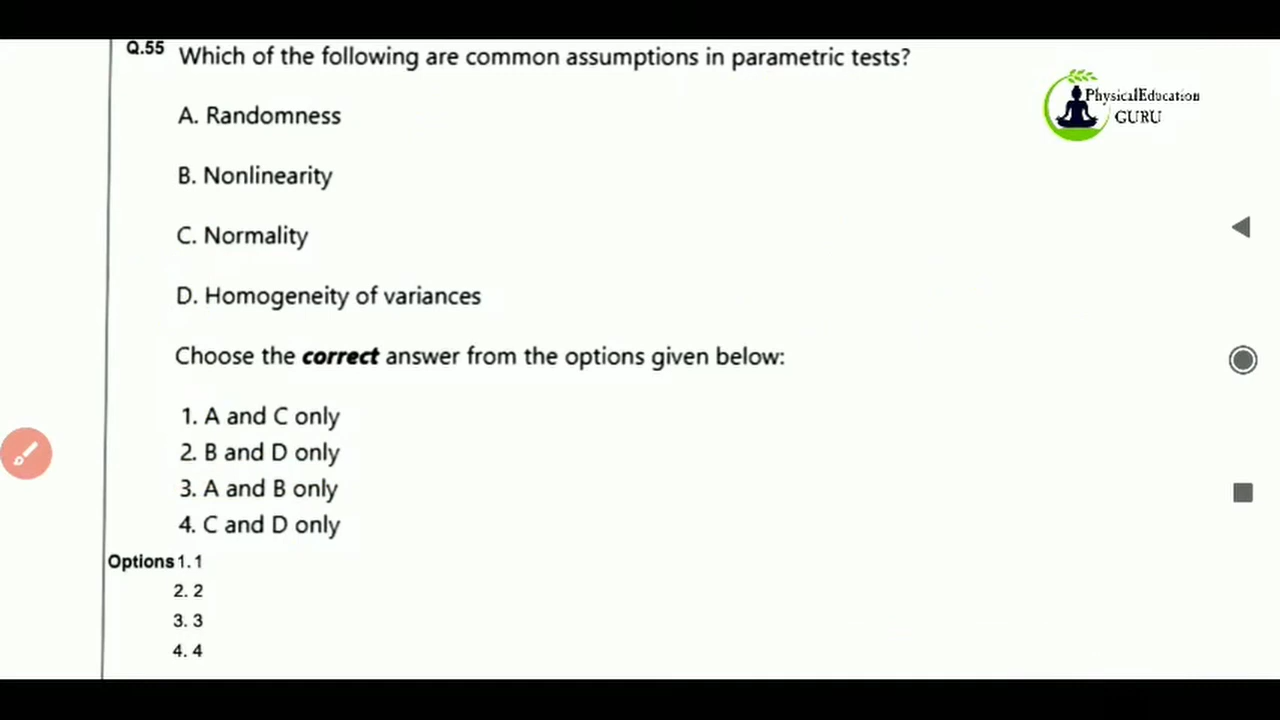 Q.55 Which of the following are common assumptions in parametric tests?
PhysicalEducation
GURU
A. Randomness
B. Nonlinearity
C. Normality
D. Homogeneity of variances
Choose the correct answer from the options given below:
1. A and C only
2. B and D only
3. A and B only
4. C and D only
Options 1. 1
2. 2
3. 3
4. 4